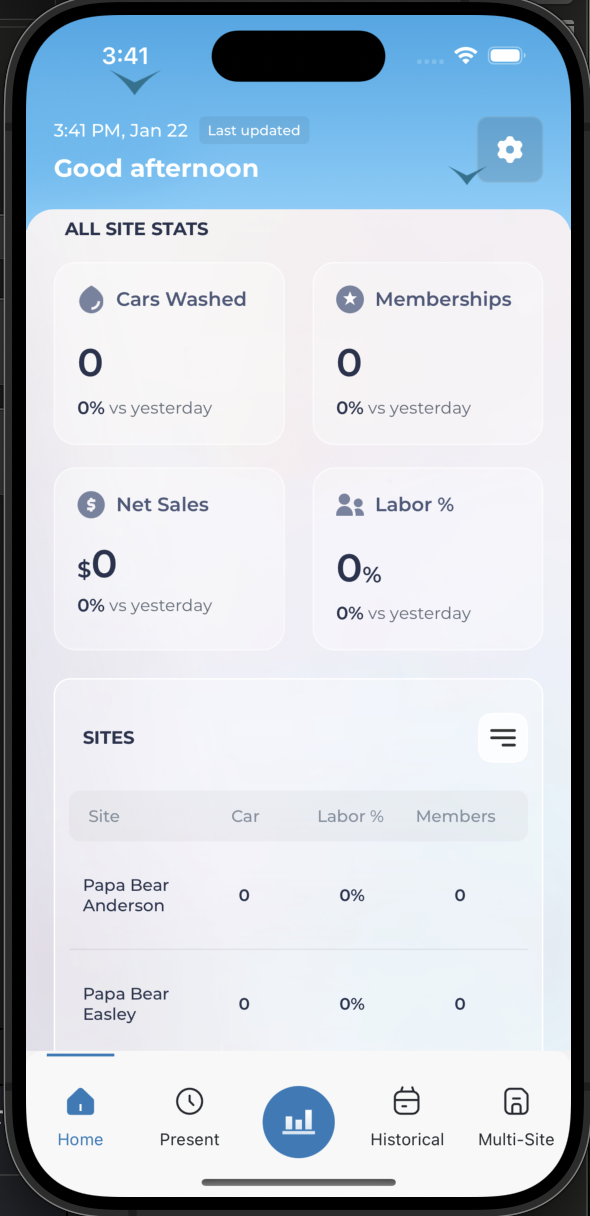 3:41
3:41 PM, Jan 22 Last updated
Good afternoon
ALL SITE STATS
Cars Washed Memberships
0 0
0% vs yesterday 0% vs yesterday
Net Sales Labor %
$0 0%
0% vs yesterday 0% vs yesterday
SITES
Site Car Labor % Members
Papa Bear
Anderson 0 0% 0
Papa Bear
Easley 0 0% 0
Home Present Historical Multi-Site